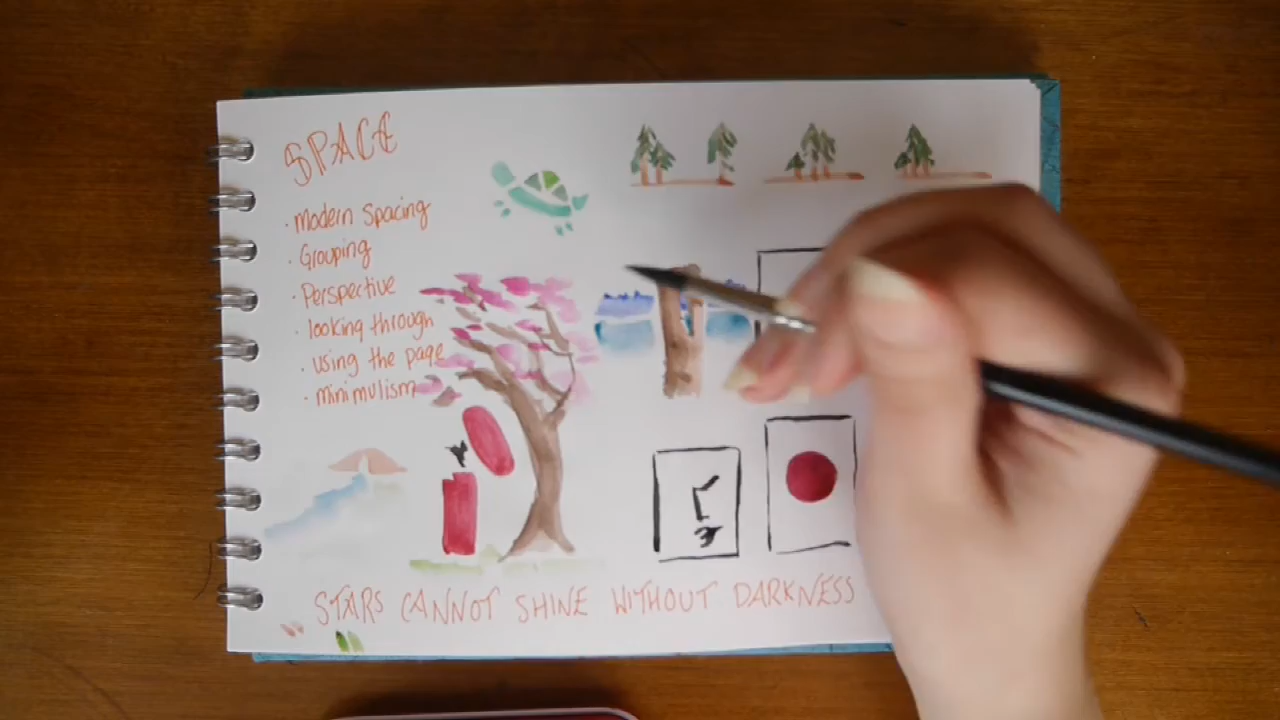 SPACE
· Modern Spacing
· Grouping
· Perspective
· looking through
· using the page
· minimulism
STARS CANNOT SHINE WITHOUT DARKNESS